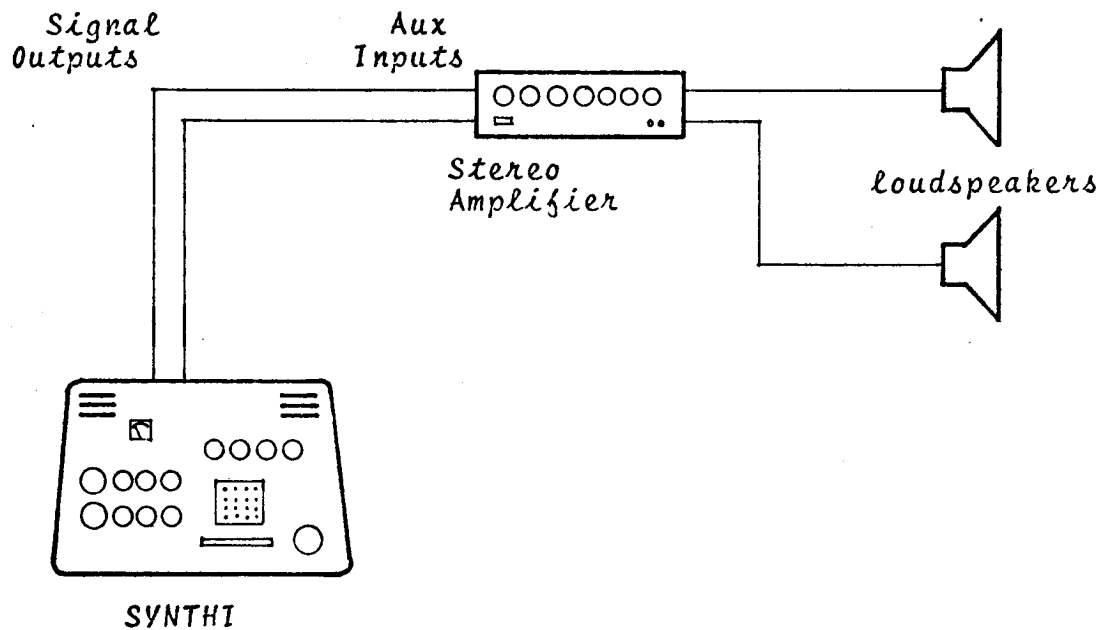 Signal
Outputs
Aux
Inputs
Stereo
Amplifier
loudspeakers
SYNTHI